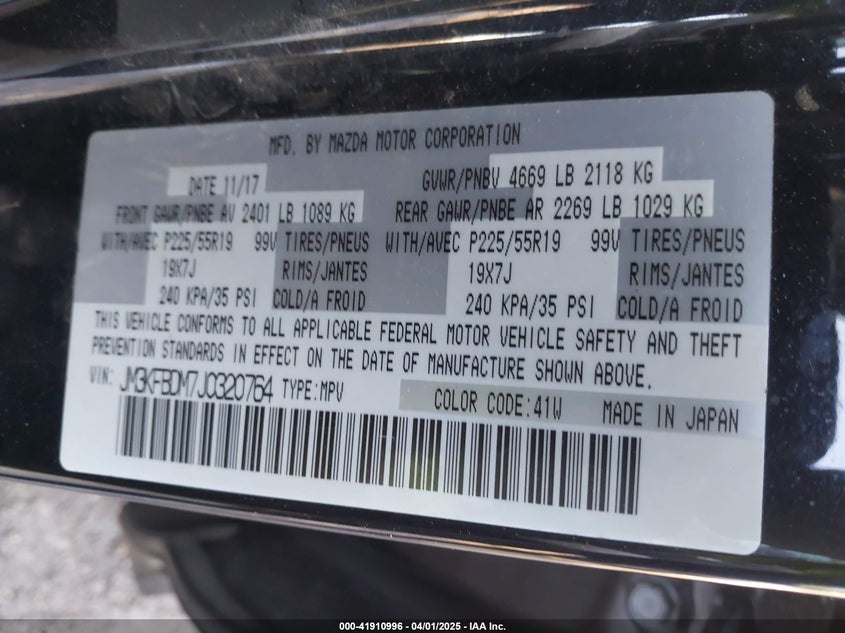 MFD. BY MAZDA MOTOR CORPORATION
DATE 11/17 GVWR/PNBV 4669 LB 2118 KG
FRONT GAWR/PNBE AV 2401 LB 1089 KG REAR GAWR/PNBE AR 2269 LB 1029 KG
WITH/AVEC P225/55R19 99V TIRES/PNEUS WITH/AVEC P225/55R19 99V TIRES/PNEUS
19X7J RIMS/JANTES 19X7J RIMS/JANTES
240 KPA/35 PSI COLD/A FROID 240 KPA/35 PSI COLD/A FROID
THIS VEHICLE CONFORMS TO ALL APPLICABLE FEDERAL MOTOR VEHICLE SAFETY AND THEFT
PREVENTION STANDARDS IN EFFECT ON THE DATE OF MANUFACTURE SHOWN ABOVE.
VIN: JM3KFBDM7J0320764 TYPE:MPV
COLOR CODE:41W MADE IN JAPAN
000-41910996 - 04/01/2025 - IAA Inc.